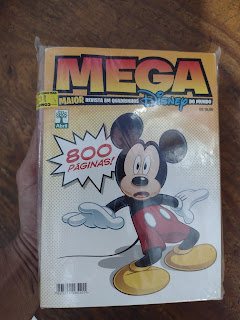 MEGA
A MAIOR REVISTA EM QUADRINHOS Disney DO MUNDO
Abril
800
PÁGINAS!